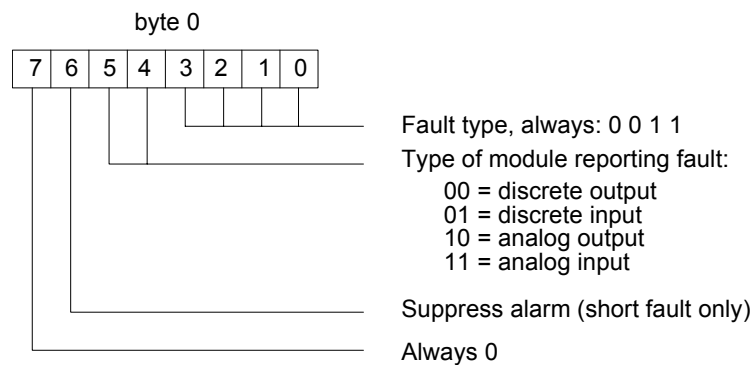 byte 0
7 6 5 4 3 2 1 0
Fault type, always: 0 0 1 1
Type of module reporting fault:
00 = discrete output
01 = discrete input
10 = analog output
11 = analog input
Suppress alarm (short fault only)
Always 0